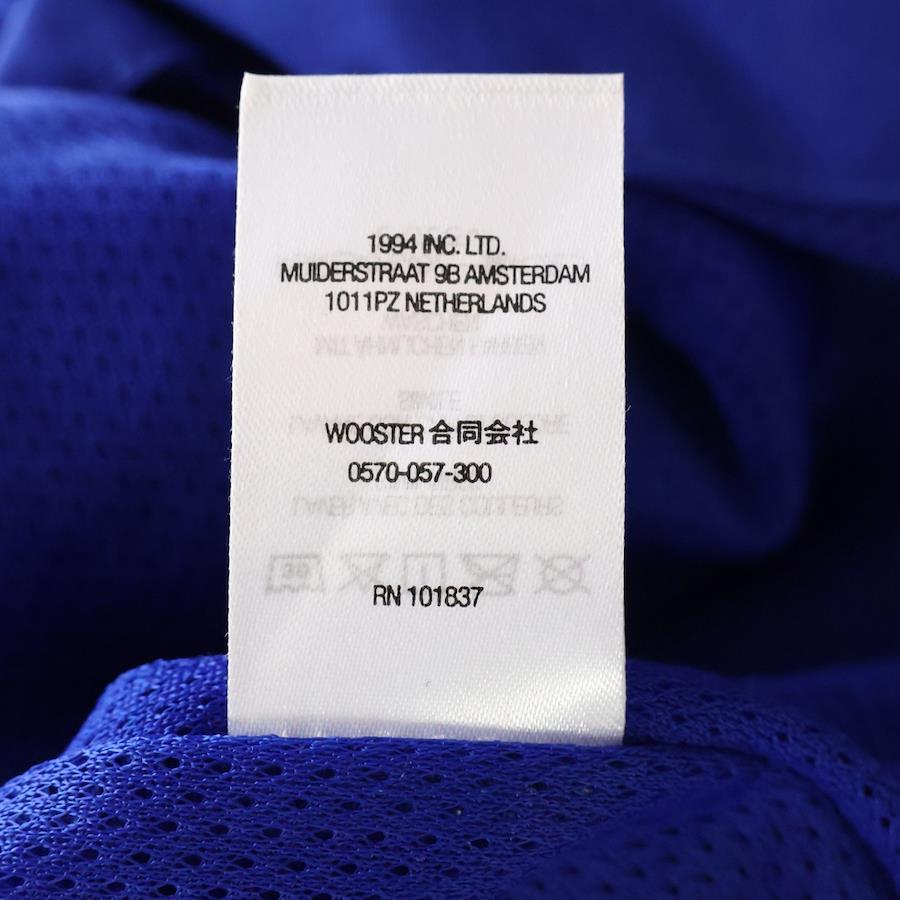 1994 INC. LTD.
MUIDERSTRAAT 9B AMSTERDAM
1011PZ NETHERLANDS
WOOSTER 合同会社
0570-057-300
RN 101837